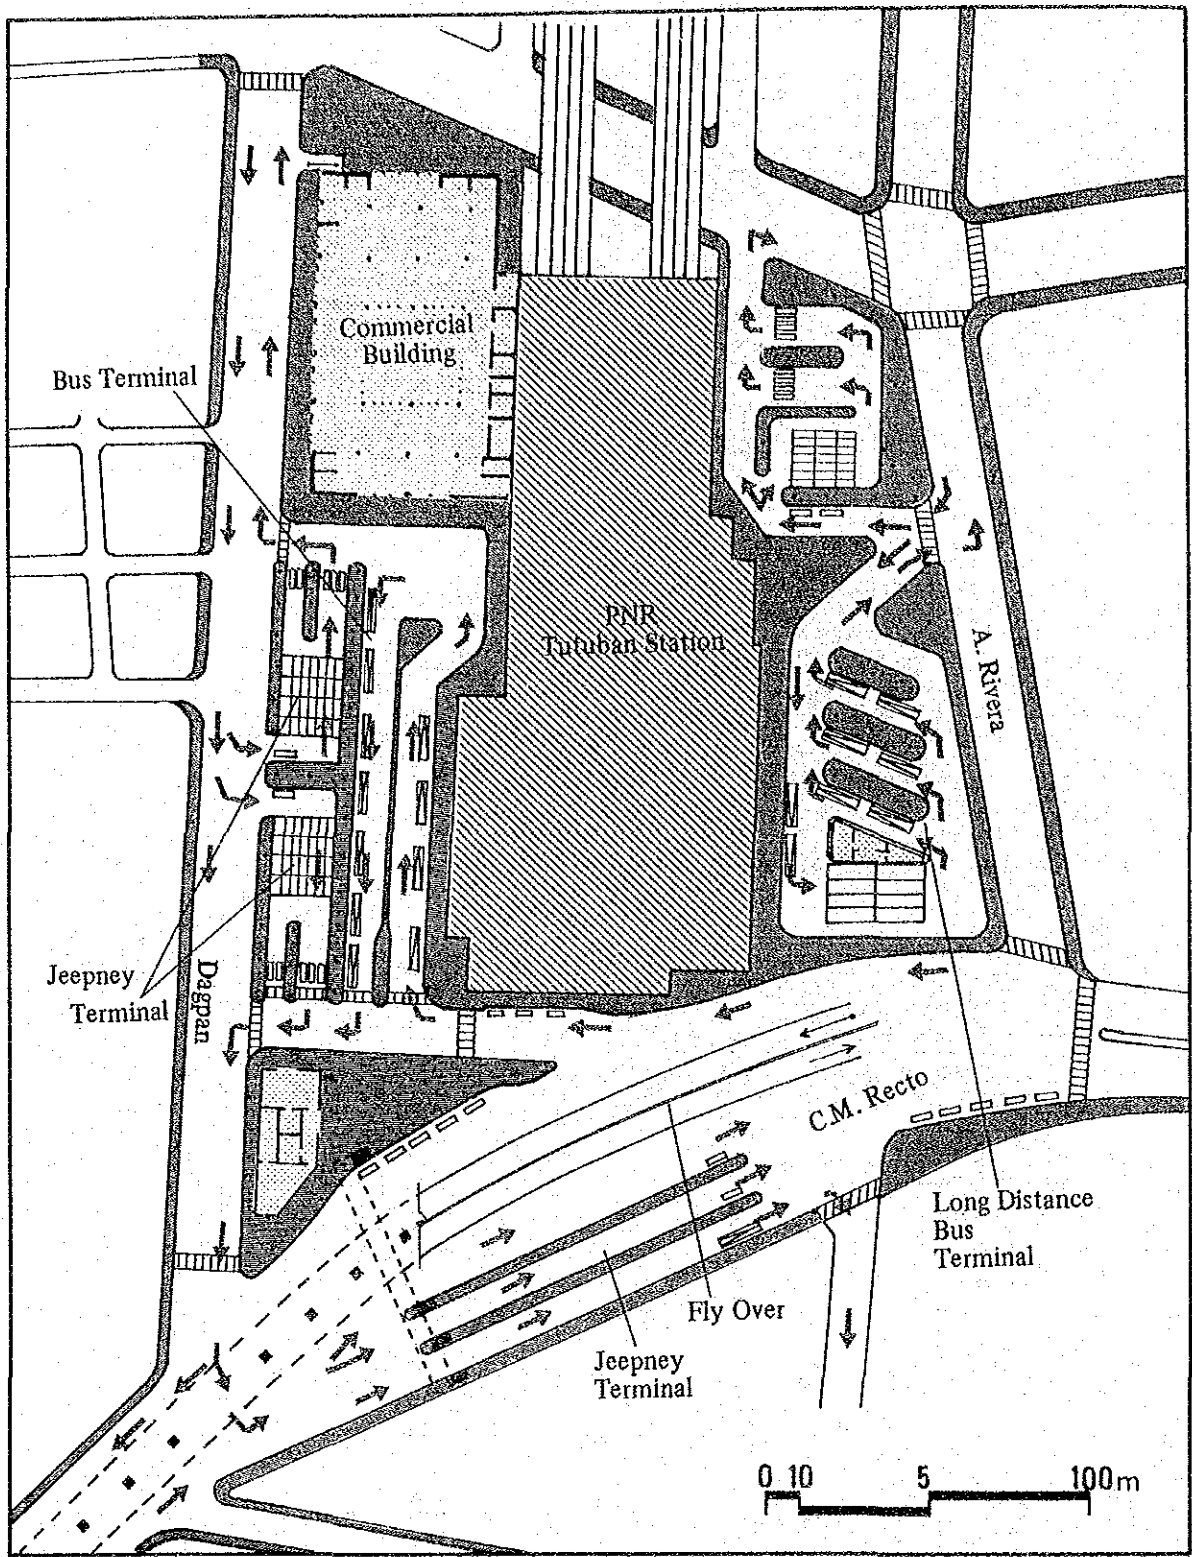 Commercial
Building
Bus Terminal
PNR
Tutuban Station
A. Rivera
Jeepney
Terminal
Dagpan
H
H
C.M. Recto
Long Distance
Bus
Terminal
Fly Over
Jeepney
Terminal
0 10 5 100m